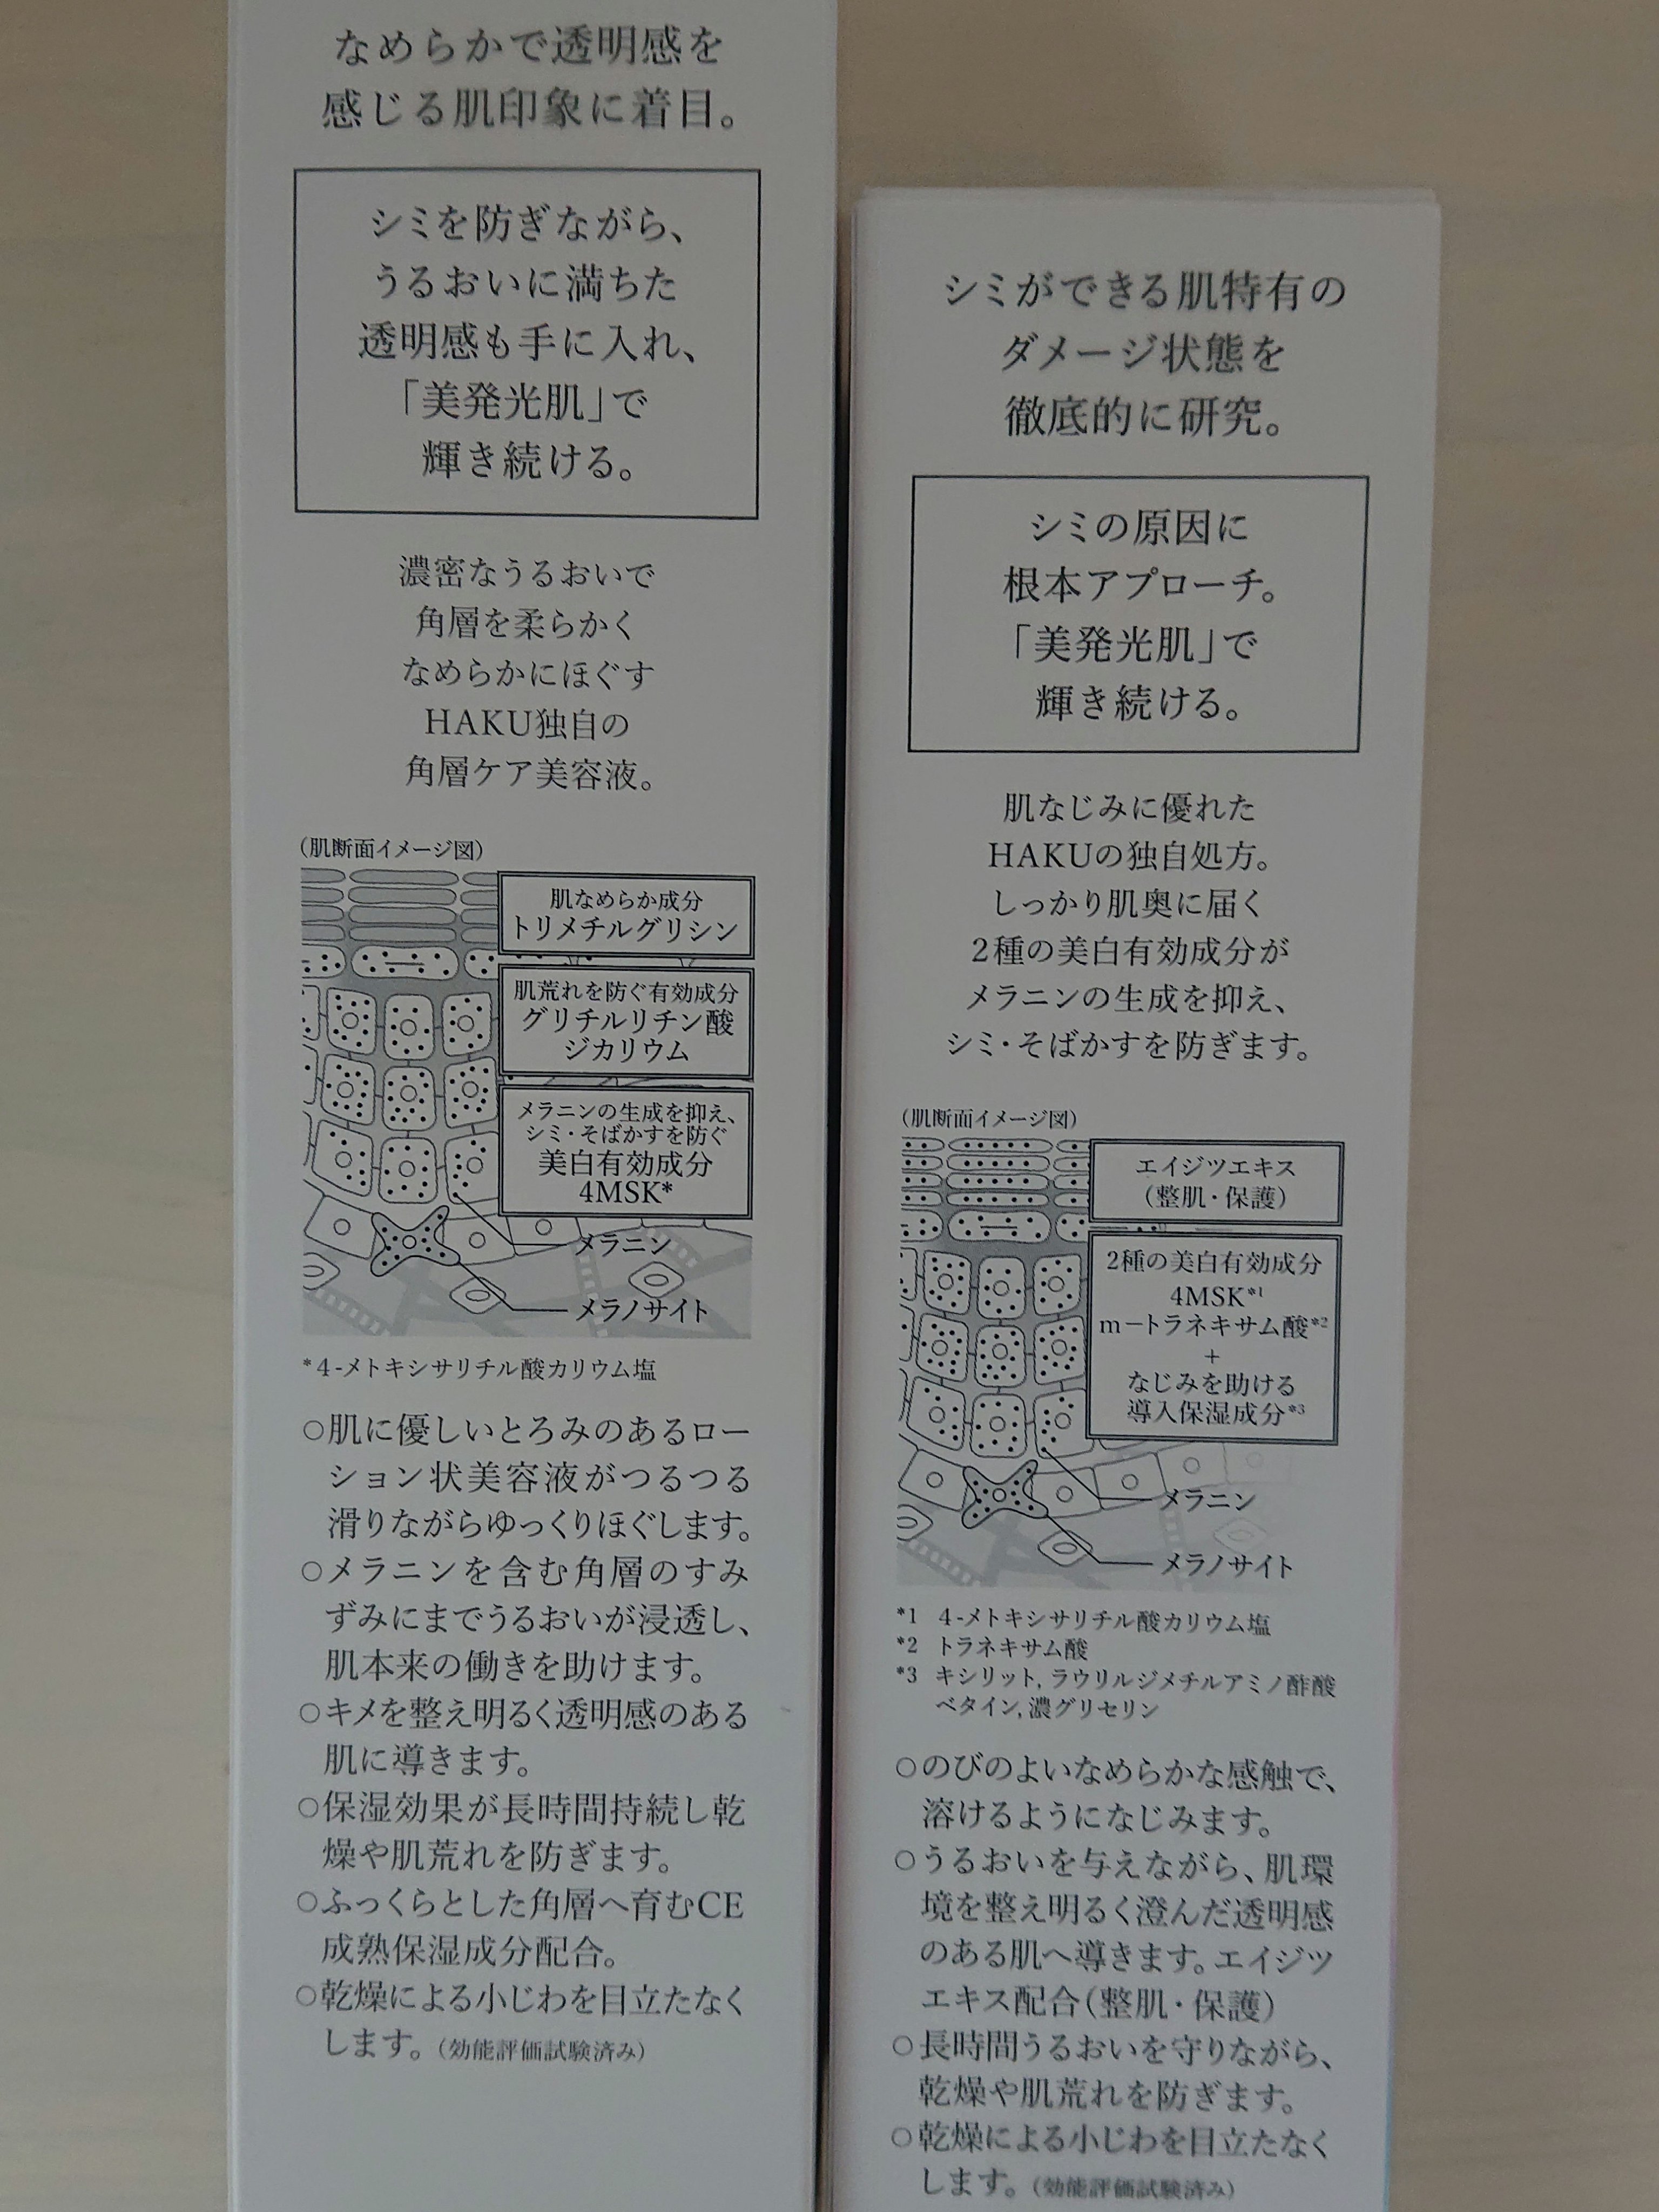 なめらかで透明感を
感じる肌印象に着目。
シミを防ぎながら、
うるおいに満ちた
透明感も手に入れ、
「美発光肌」で
輝き続ける。
濃密なうるおいで
角層を柔らかく
なめらかにほぐす
HAKU独自の
角層ケア美容液。
(肌断面イメージ図)
肌なめらか成分
トリメチルグリシン
肌荒れを防ぐ有効成分
グリチルリチン酸
ジカリウム
メラニンの生成を抑え、
シミ・そばかすを防ぐ
美白有効成分
4MSK*
メラニン
メラノサイト
*4-メトキシサリチル酸カリウム塩
○肌に優しいとろみのあるロー
ション状美容液がつるつる
滑りながらゆっくりほぐします。
○メラニンを含む角層のすみ
ずみにまでうるおいが浸透し、
肌本来の働きを助けます。
○キメを整え明るく透明感のある
肌に導きます。
○保湿効果が長時間持続し乾
燥や肌荒れを防ぎます。
○ふっくらとした角層へ育むCE
成熟保湿成分配合。
○乾燥による小じわを目立たなく
します。(効能評価試験済み)
シミができる肌特有の
ダメージ状態を
徹底的に研究。
シミの原因に
根本アプローチ。
「美発光肌」で
輝き続ける。
肌なじみに優れた
HAKUの独自処方。
しっかり肌奥に届く
2種の美白有効成分が
メラニンの生成を抑え、
シミ・そばかすを防ぎます。
(肌断面イメージ図)
エイジツエキス
(整肌・保護)
2種の美白有効成分
4MSK*1
m-トラネキサム酸*2
+
なじみを助ける
導入保湿成分*3
メラニン
メラノサイト
*1 4-メトキシサリチル酸カリウム塩
*2 トラネキサム酸
*3 キシリット, ラウリルジメチルアミノ酢酸
ベタイン, 濃グリセリン
○のびのよいなめらかな感触で、
溶けるようになじみます。
○うるおいを与えながら、肌環
境を整え明るく澄んだ透明感
のある肌へ導きます。エイジツ
エキス配合(整肌・保護)
○長時間うるおいを守りながら、
乾燥や肌荒れを防ぎます。
○乾燥による小じわを目立たなく
します。(効能評価試験済み)